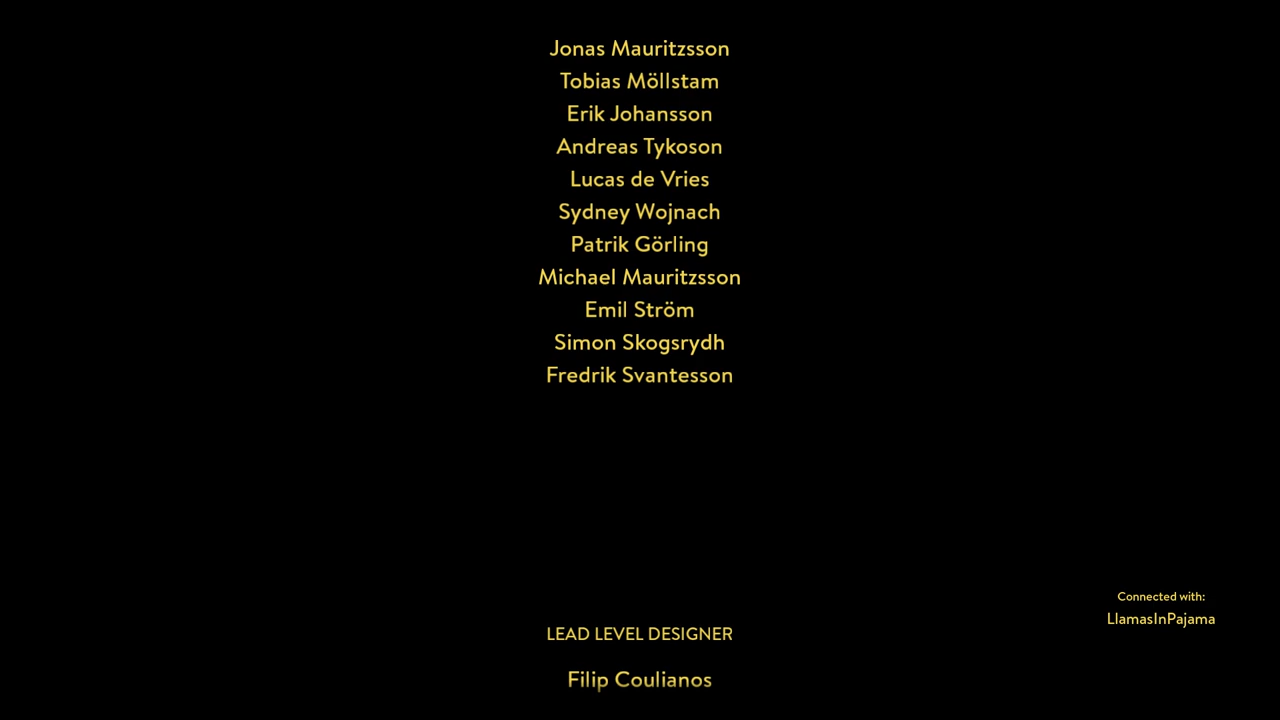 Jonas Mauritzsson
Tobias Möllstam
Erik Johansson
Andreas Tykoson
Lucas de Vries
Sydney Wojnach
Patrik Görling
Michael Mauritzsson
Emil Ström
Simon Skogsrydh
Fredrik Svantesson
Connected with:
LlamasInPajama
LEAD LEVEL DESIGNER
Filip Coulianos